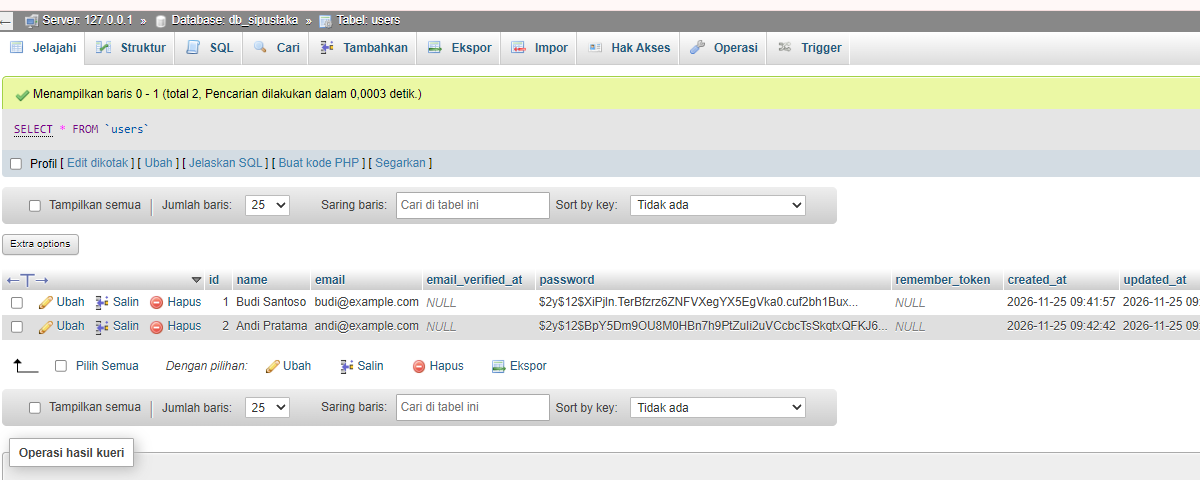 Server: 127.0.0.1 » Database: db_sipustaka » Tabel: users
Jelajahi Struktur SQL Cari Tambahkan Ekspor Impor Hak Akses Operasi Trigger
Menampilkan baris 0 - 1 (total 2, Pencarian dilakukan dalam 0,0003 detik.)
SELECT * FROM `users`
Profil [ Edit dikotak ] [ Ubah ] [ Jelaskan SQL ] [ Buat kode PHP ] [ Segarkan ]
Tampilkan semua Jumlah baris: 25 Saring baris: Cari di tabel ini Sort by key: Tidak ada
Extra options
id name email email_verified_at password remember_token created_at updated_at
Ubah Salin Hapus 1 Budi Santoso budi@example.com NULL $2y$12$XiPjln.TerBfzrz6ZNFVXegYX5EgVka0.cuf2bh1Bux... NULL 2026-11-25 09:41:57 2026-11-25 09
Ubah Salin Hapus 2 Andi Pratama andi@example.com NULL $2y$12$BpY5Dm9OU8M0HBn7h9PtZuli2uVCcbcTsSkqtxQFKJ6... NULL 2026-11-25 09:42:42 2026-11-25 09
Pilih Semua Dengan pilihan: Ubah Salin Hapus Ekspor
Tampilkan semua Jumlah baris: 25 Saring baris: Cari di tabel ini Sort by key: Tidak ada
Operasi hasil kueri